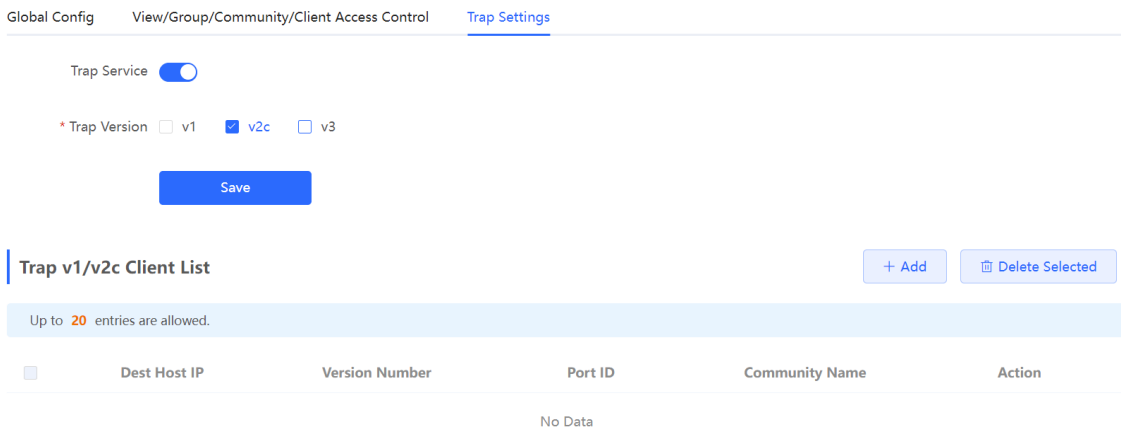 Global Config View/Group/Community/Client Access Control Trap Settings
Trap Service
* Trap Version v1 v2c v3
Save
Trap v1/v2c Client List + Add Delete Selected
Up to 20 entries are allowed.
Dest Host IP Version Number Port ID Community Name Action
No Data